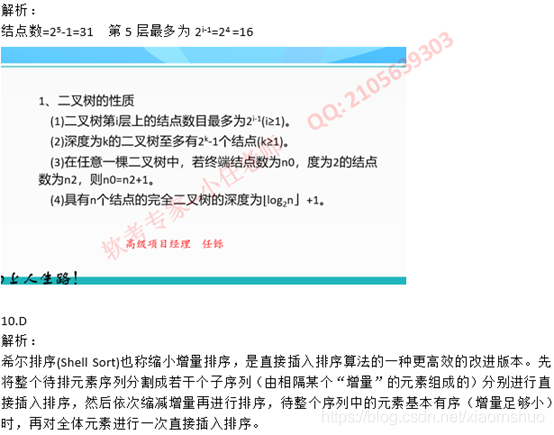 解析：
结点数=2⁵-1=31 第 5 层最多为 2ⁱ⁻¹=2⁴ =16
1、二叉树的性质
(1)二叉树第i层上的结点数目最多为2ⁱ⁻¹(i≥1)。
(2)深度为k的二叉树至多有2ᵏ-1个结点(k≥1)。
(3)在任意一棵二叉树中，若终端结点数为n0，度为2的结点
数为n2，则n0=n2+1。
(4)具有n个结点的完全二叉树的深度为⌊log₂n⌋ +1。
高级项目经理 任铄
上人生路!
软考专家 小任老师
QQ: 2105639303
10.D
解析：
希尔排序(Shell Sort)也称缩小增量排序，是直接插入排序算法的一种更高效的改进版本。先
将整个待排元素序列分割成若干个子序列（由相隔某个“增量”的元素组成的）分别进行直
接插入排序，然后依次缩减增量再进行排序，待整个序列中的元素基本有序（增量足够小）
时，再对全体元素进行一次直接插入排序。
https://blog.csdn.net/xiaomshuo